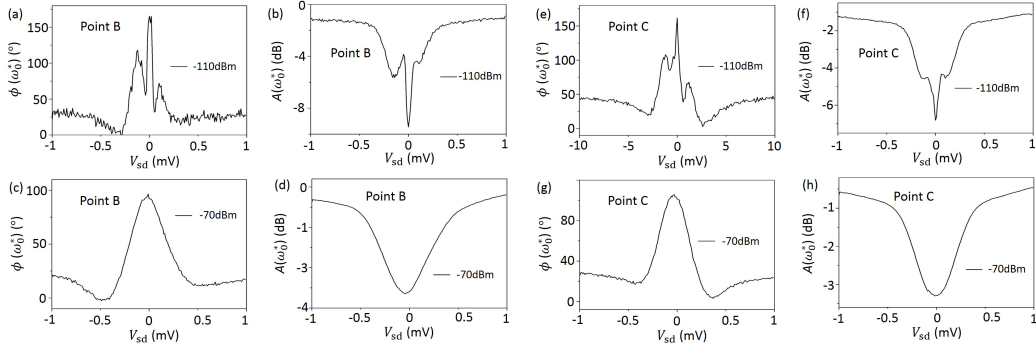 (a)
Point B
-110dBm
ϕ (ω₀*) (°)
150
100
50
0
-1
-0.5
0
0.5
1
V_sd (mV)
(b)
Point B
-110dBm
A(ω₀*) (dB)
-2
-4
-6
-8
-1
-0.5
0
0.5
1
V_sd (mV)
(e)
Point C
-110dBm
ϕ (ω₀*) (°)
150
100
50
0
-10
-5
0
5
10
V_sd (mV)
(f)
Point C
-110dBm
A(ω₀*) (dB)
-2
-4
-6
-1
-0.5
0
0.5
1
V_sd (mV)
(c)
Point B
-70dBm
ϕ (ω₀*) (°)
100
50
0
-1
-0.5
0
0.5
1
V_sd (mV)
(d)
Point B
-70dBm
A(ω₀*) (dB)
0
-1
-2
-3
-4
-1
-0.5
0
0.5
1
V_sd (mV)
(g)
Point C
-70dBm
ϕ (ω₀*) (°)
80
40
0
-1
-0.5
0
0.5
1
V_sd (mV)
(h)
Point C
-70dBm
A(ω₀*) (dB)
-1
-2
-3
-1
-0.5
0
0.5
1
V_sd (mV)